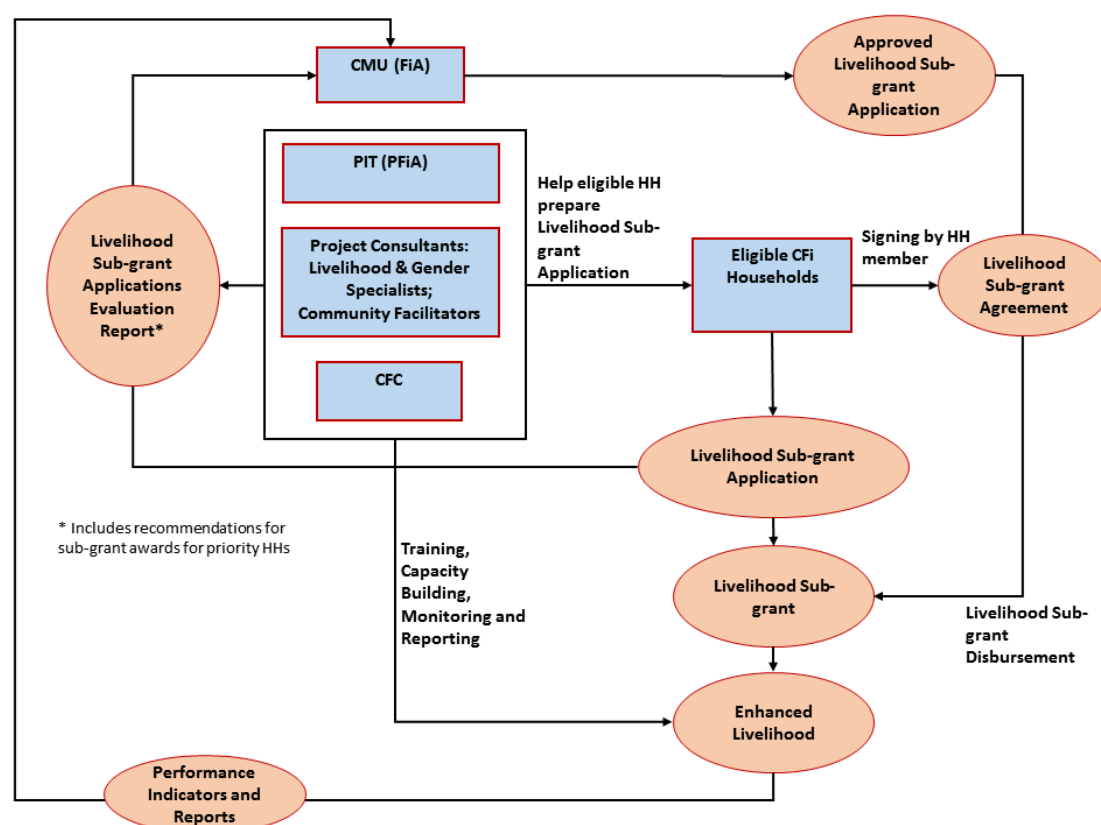 CMU (FiA)
Approved
Livelihood Sub-
grant
Application
PIT (PFiA)
Project Consultants:
Livelihood & Gender
Specialists;
Community Facilitators
CFC
Help eligible HH
prepare
Livelihood Sub-
grant
Application
Eligible CFi
Households
Signing by HH
member
Livelihood
Sub-grant
Agreement
Livelihood
Sub-grant
Applications
Evaluation
Report*
Livelihood Sub-grant
Application
* Includes recommendations for
sub-grant awards for priority HHs
Training,
Capacity
Building,
Monitoring and
Reporting
Livelihood Sub-
grant
Livelihood Sub-
grant
Disbursement
Enhanced
Livelihood
Performance
Indicators and
Reports